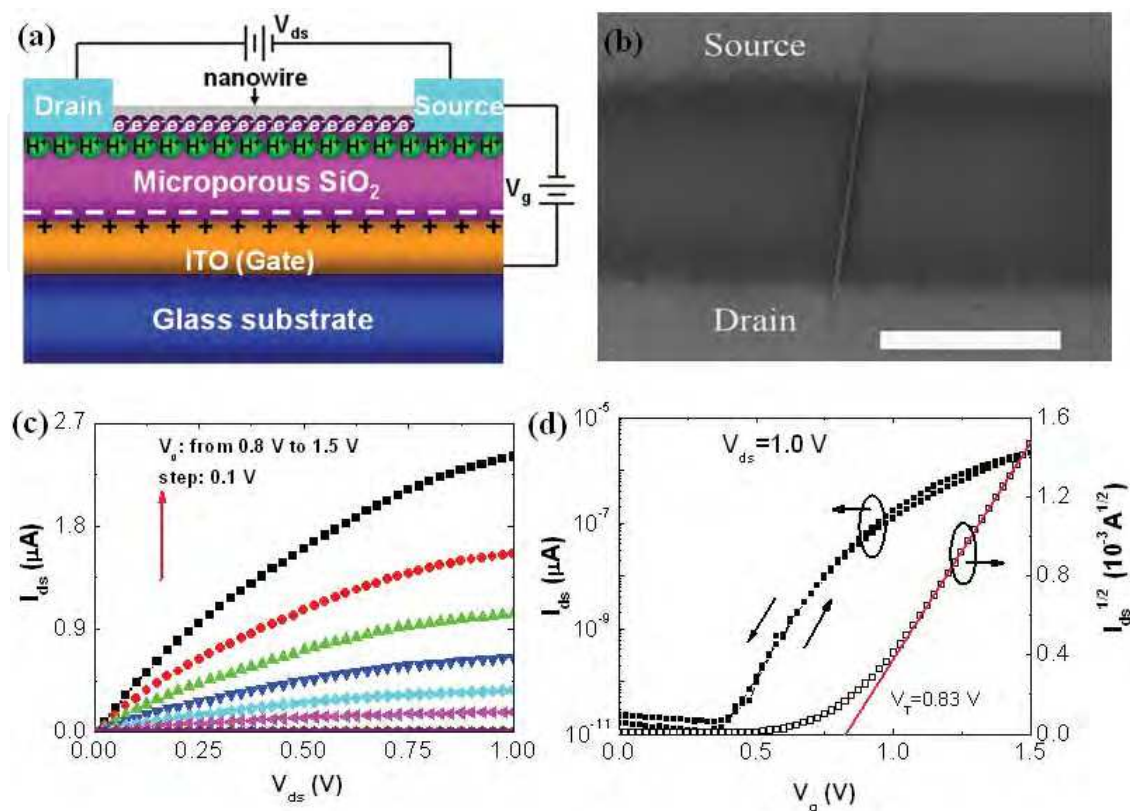 (a)
V_ds
nanowire
Drain
Source
e e e e e e e e e e e e e e e e
H⁺ H⁺ H⁺ H⁺ H⁺ H⁺ H⁺ H⁺ H⁺ H⁺ H⁺ H⁺ H⁺
Microporous SiO₂
V_g
+ + + + + + + + + + + + +
ITO (Gate)
Glass substrate
(b)
Source
Drain
(c)
V_g: from 0.8 V to 1.5 V
step: 0.1 V
I_ds (μA)
2.7
1.8
0.9
0.0
0.00 0.25 0.50 0.75 1.00
V_ds (V)
(d)
V_ds=1.0 V
I_ds (μA)
10⁻⁵
10⁻⁷
10⁻⁹
10⁻¹¹
V_T=0.83 V
1.6
1.2
0.8
0.4
0.0
I_ds^1/2 (10⁻³A^1/2)
0.0 0.5 1.0 1.5
V_g (V)